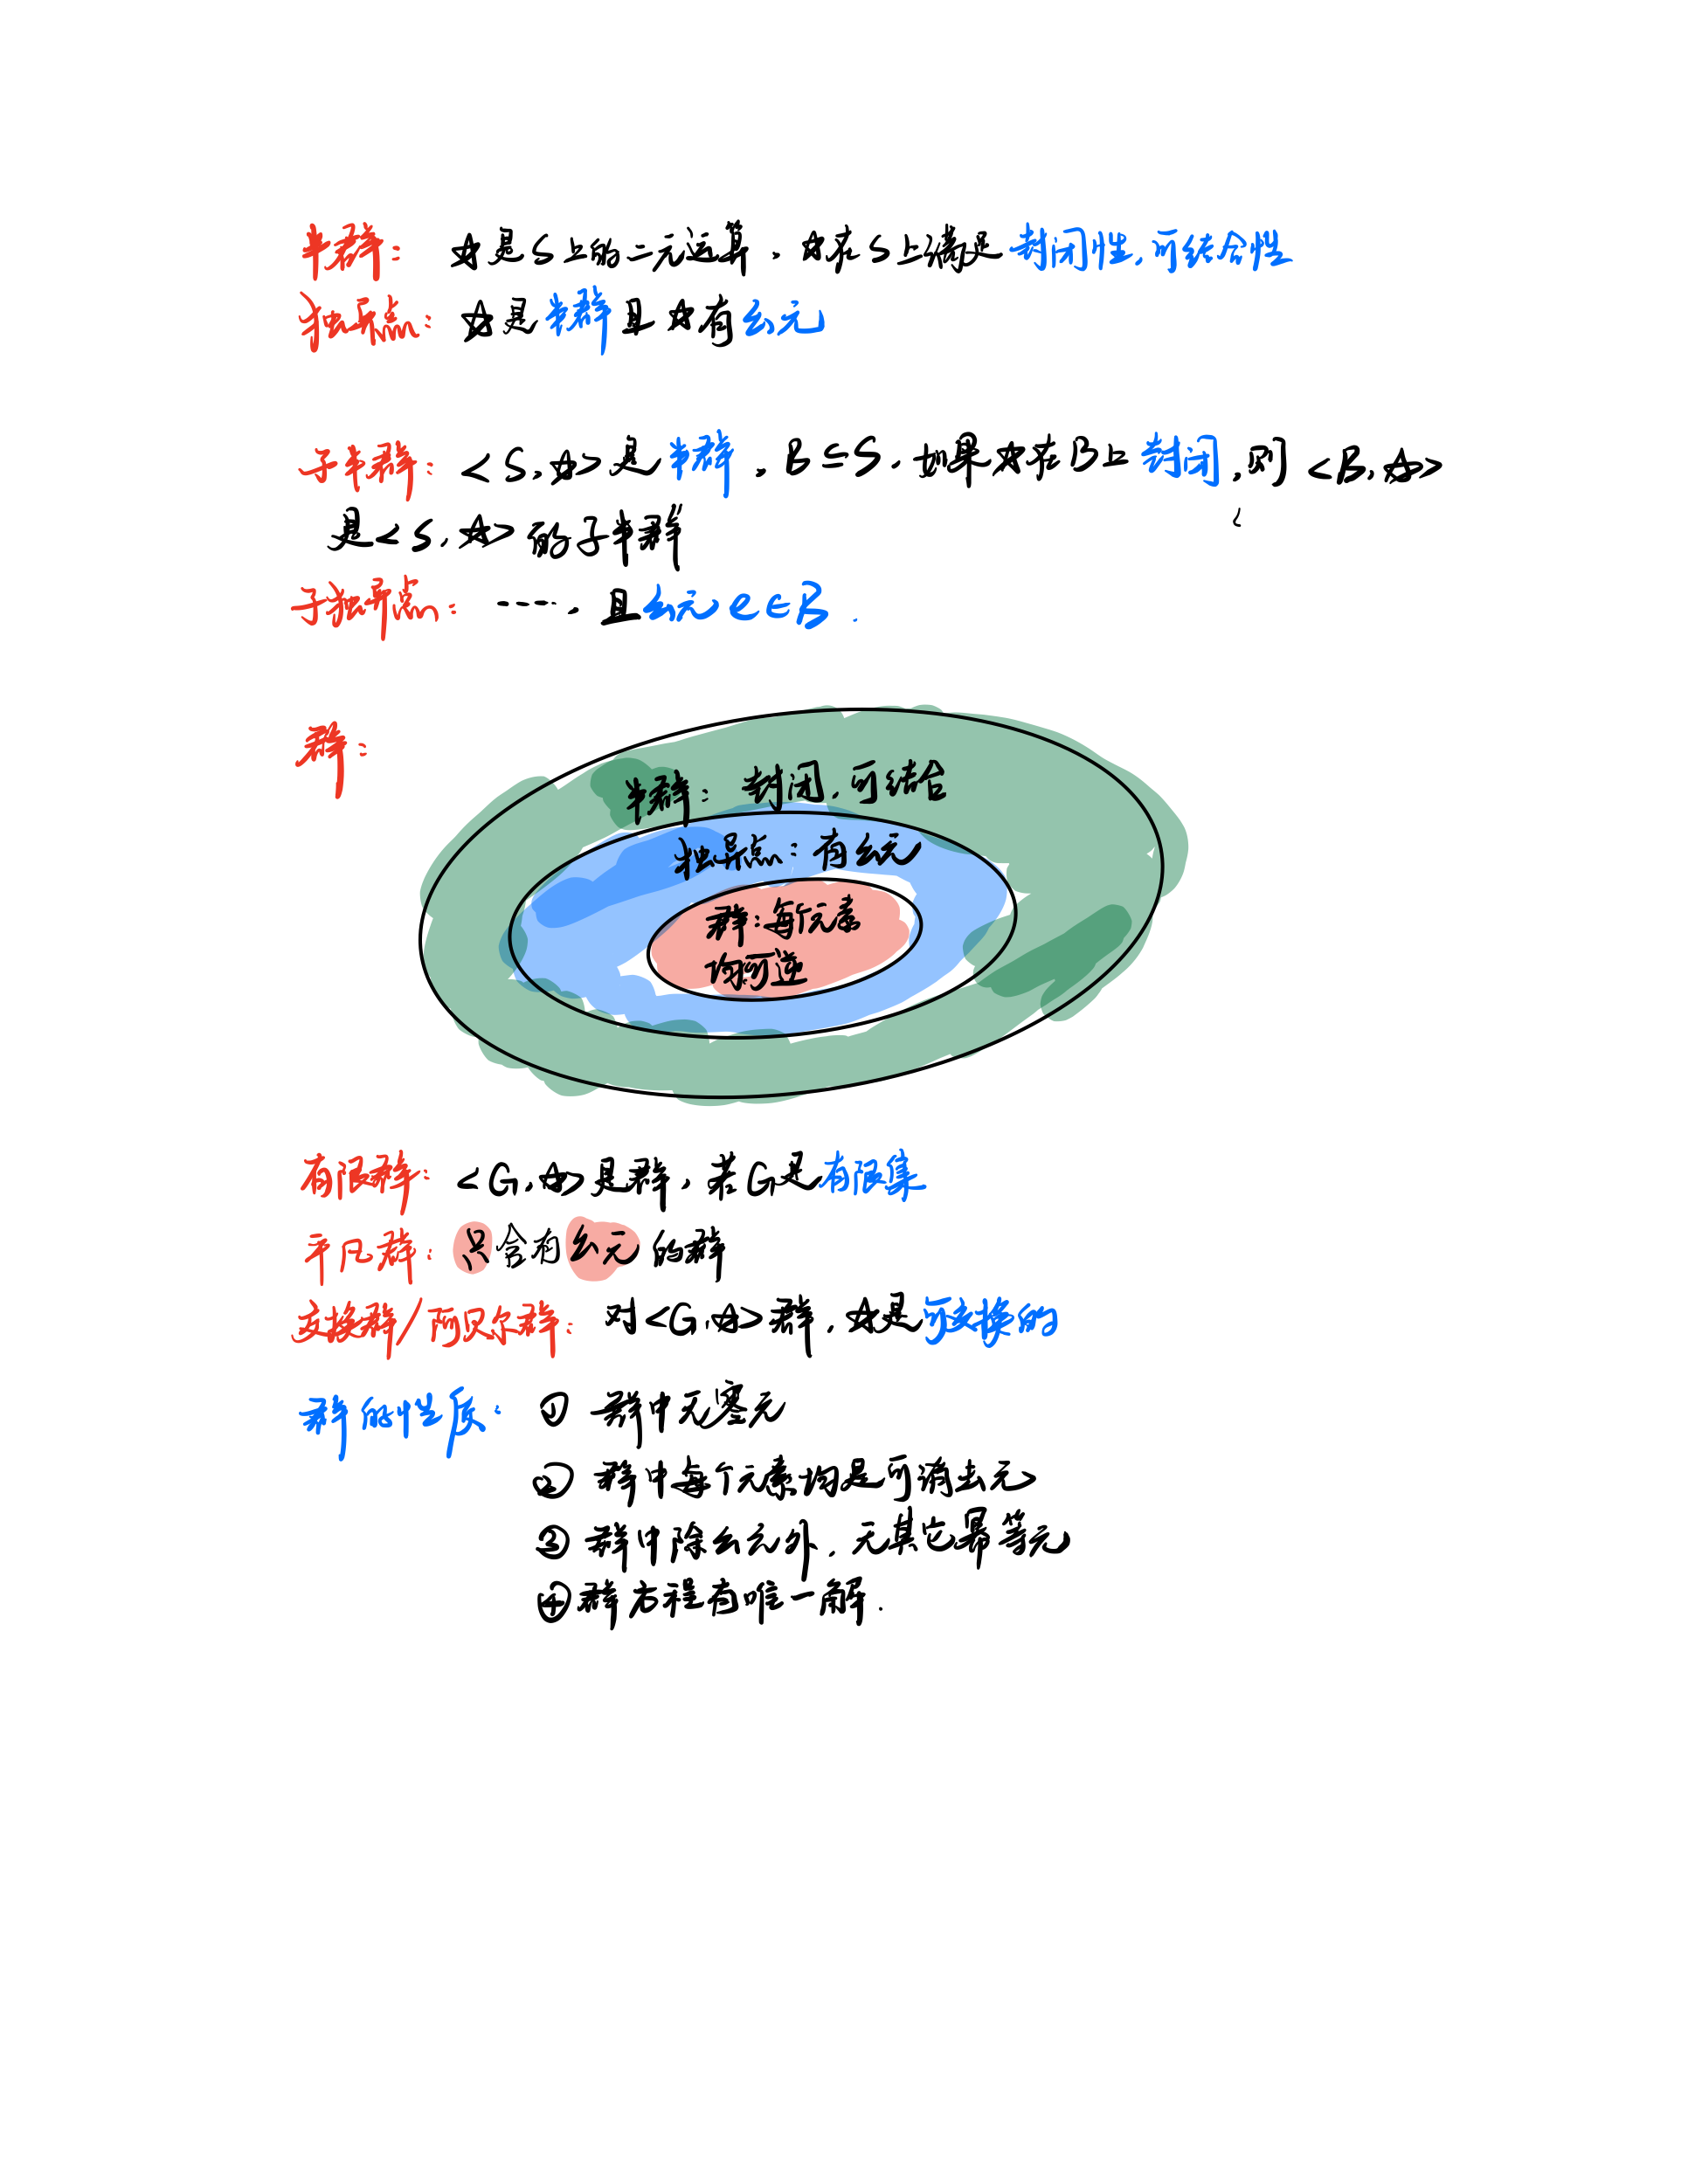 半群： ☆是S上的二元运算，☆在S上满足封闭性，可结合性
独异点：☆是半群且☆有幺元
子半群：<S,☆>是半群，B⊆S，如果☆在B上封闭，则<B,☆>
是<S,☆>的子半群
子独异点：……，且幺元e∈B.
群：
半群：封闭，可结合
独异点：有幺元
群：每个元素
均可逆
有限群：<G,☆>是群，若G是有限集
平凡群：只含有幺元的群
交换群/阿贝尔群：对<G,☆>群，☆是可交换的
群的性质：① 群中无零元
② 群中每个元素均是可消去元
③ 群中除幺元外，无其它幂等元
④ 群方程有唯一解.